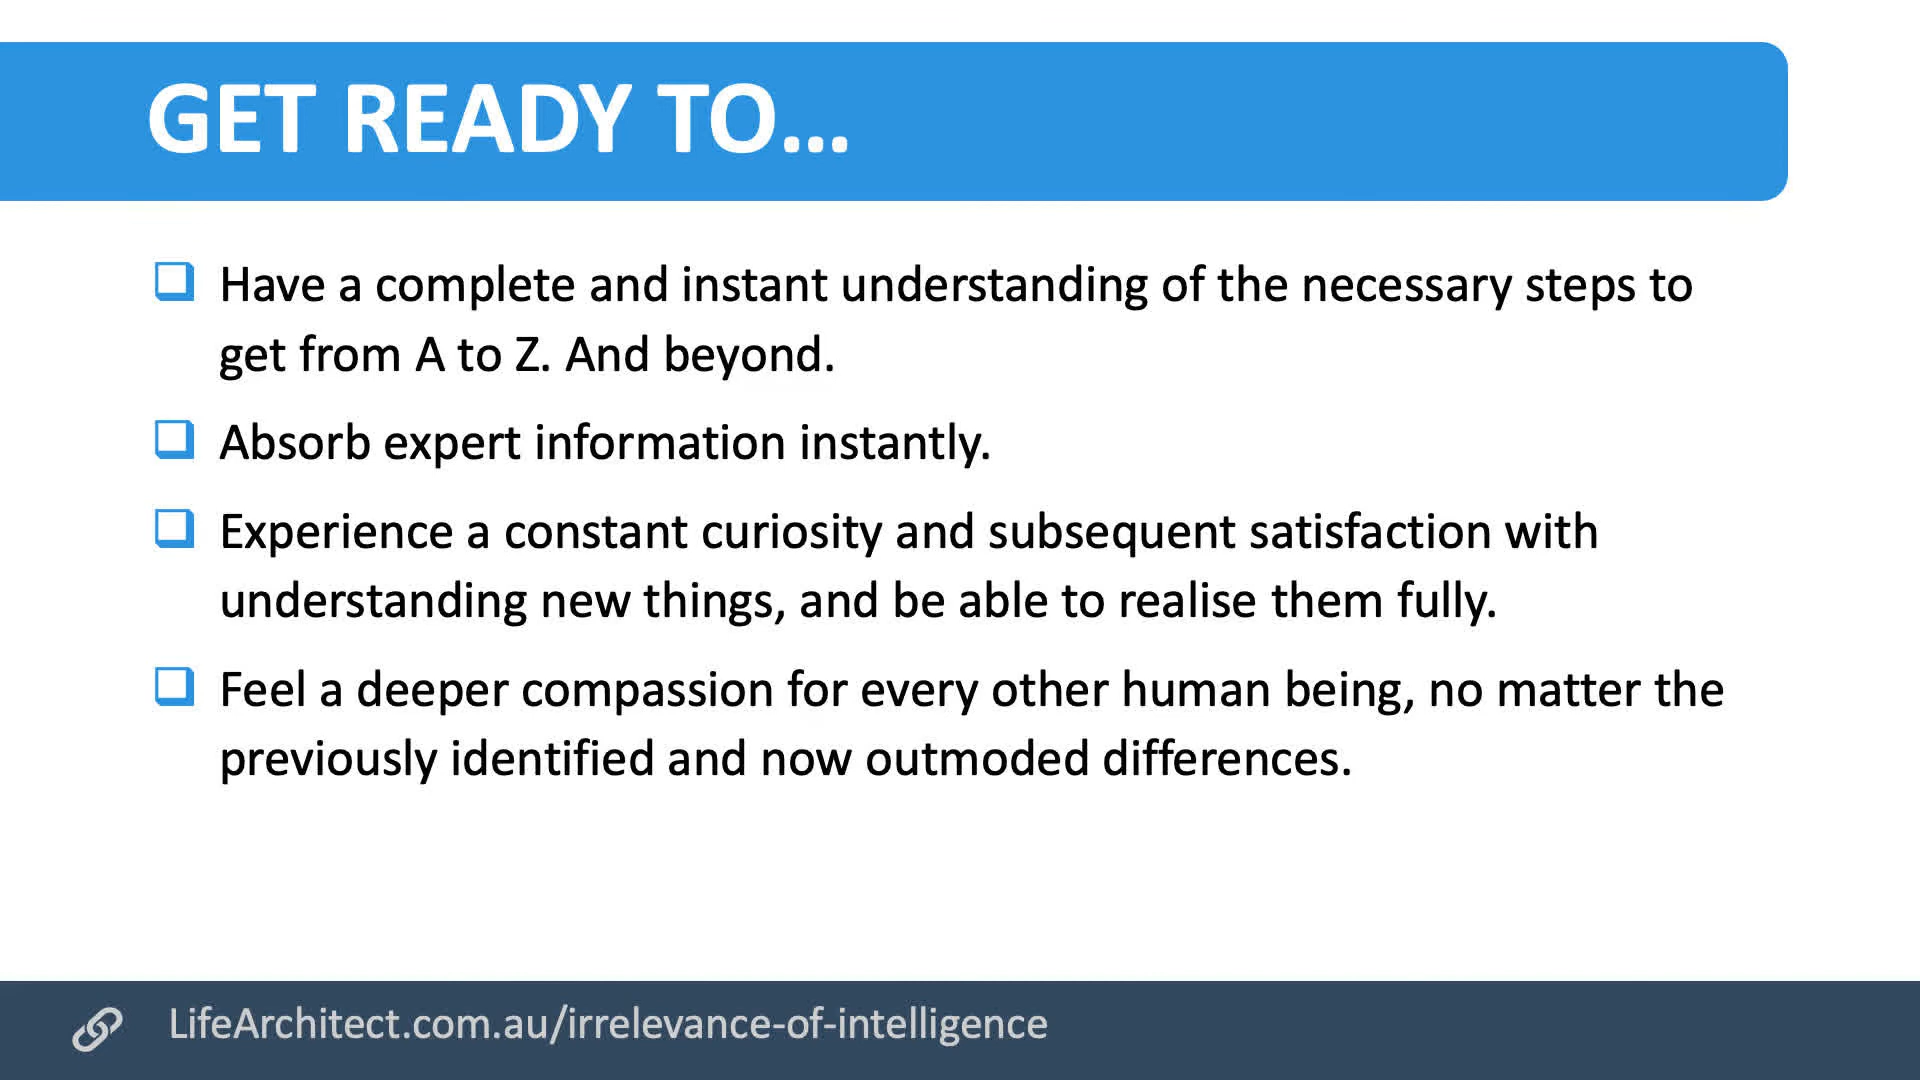 GET READY TO...
Have a complete and instant understanding of the necessary steps to
get from A to Z. And beyond.
Absorb expert information instantly.
Experience a constant curiosity and subsequent satisfaction with
understanding new things, and be able to realise them fully.
Feel a deeper compassion for every other human being, no matter the
previously identified and now outmoded differences.
LifeArchitect.com.au/irrelevance-of-intelligence